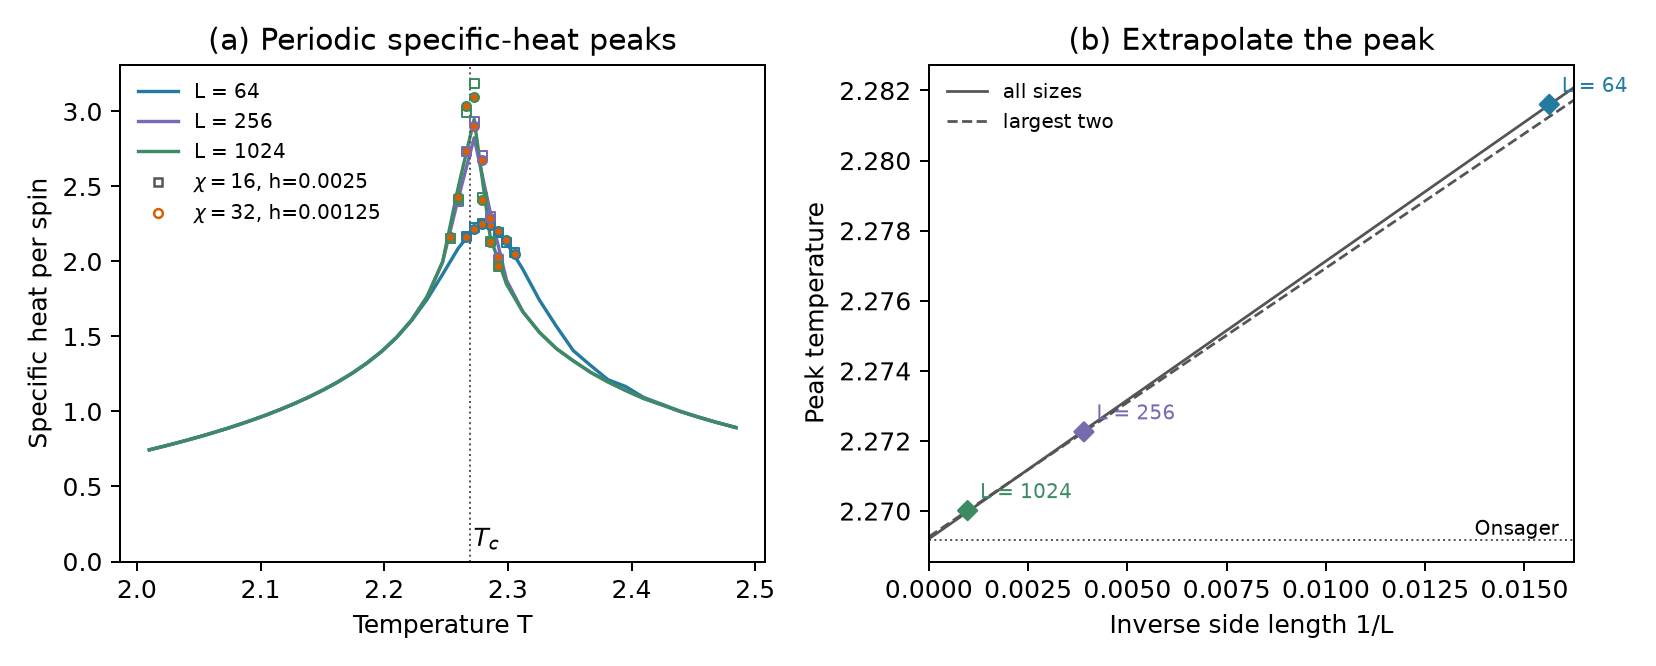 (a) Periodic specific-heat peaks
Specific heat per spin
3.0
2.5
2.0
1.5
1.0
0.5
0.0
L = 64
L = 256
L = 1024
χ = 16, h=0.0025
χ = 32, h=0.00125
T_c
2.0 2.1 2.2 2.3 2.4 2.5
Temperature T
(b) Extrapolate the peak
Peak temperature
2.282
2.280
2.278
2.276
2.274
2.272
2.270
all sizes
largest two
L = 64
L = 256
L = 1024
Onsager
0.0000 0.0025 0.0050 0.0075 0.0100 0.0125 0.0150
Inverse side length 1/L